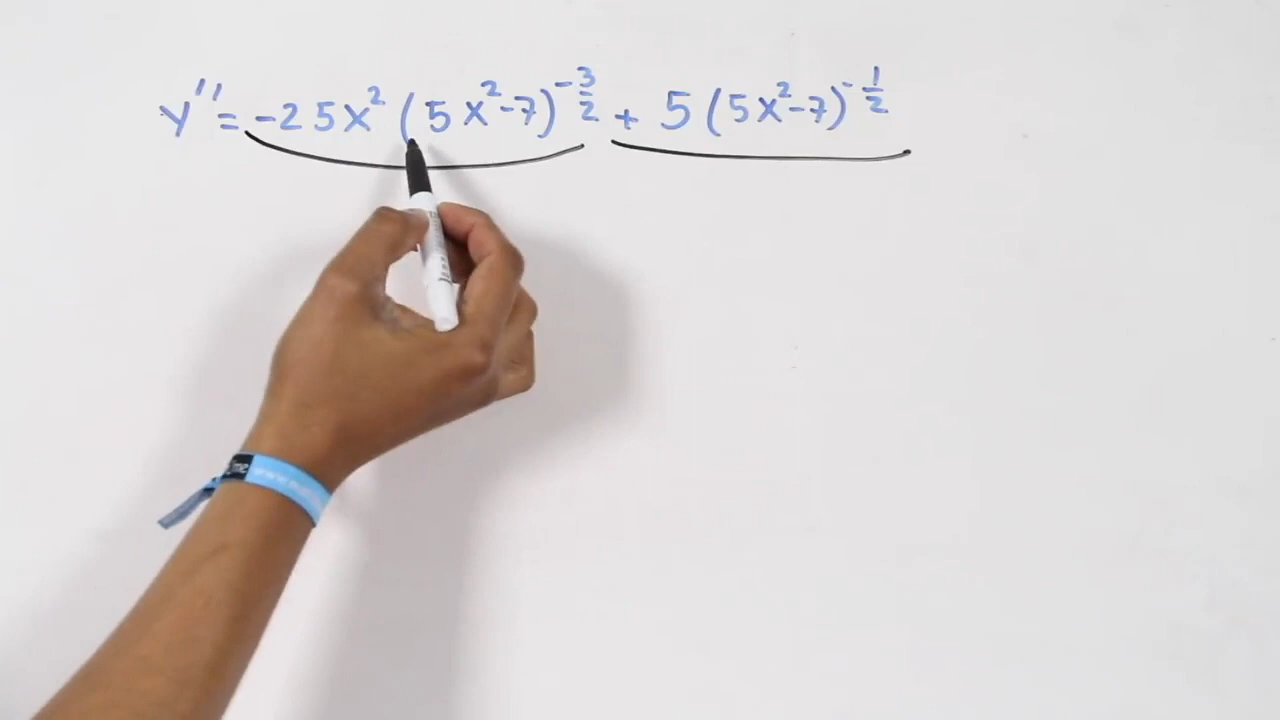 y'' = -25x² (5x²-7)^-3/2 + 5(5x²-7)^-1/2